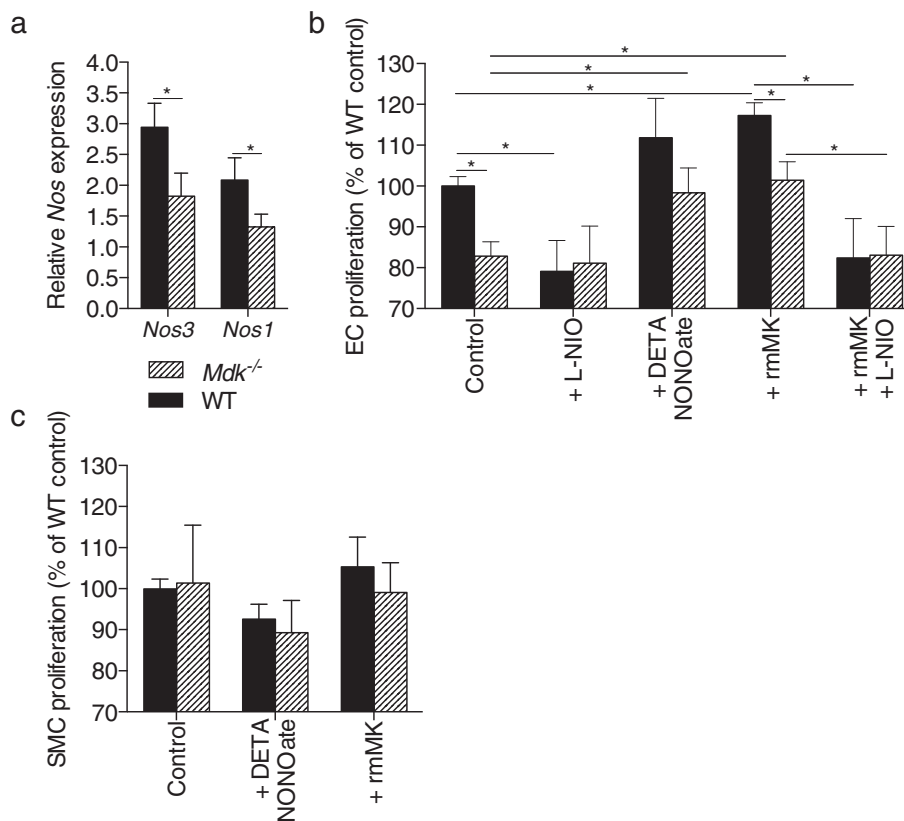 a
Relative Nos expression
4.0
3.5
3.0
2.5
2.0
1.5
1.0
0.5
0.0
*
*
Nos3
Nos1
Mdk-/-
WT
b
EC proliferation (% of WT control)
130
120
110
100
90
80
70
*
*
*
*
*
*
*
*
Control
+ L-NIO
+ DETA
NONOate
+ rmMK
+ rmMK
+ L-NIO
c
SMC proliferation (% of WT control)
130
120
110
100
90
80
70
Control
+ DETA
NONOate
+ rmMK